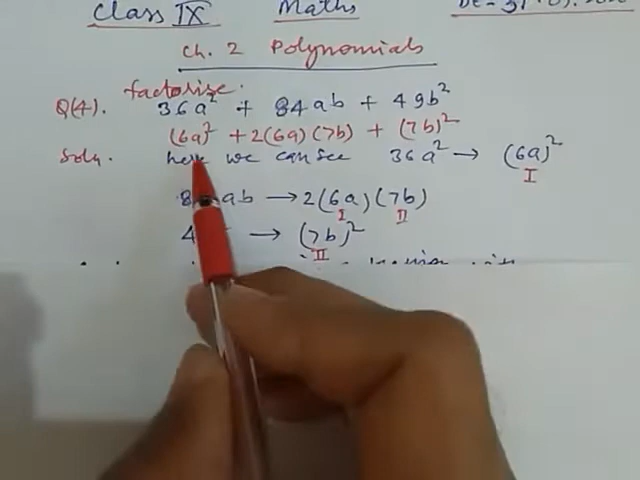 Class IX Maths
Ch. 2 Polynomials
factorise.
Q(4). 36a² + 84ab + 49b²
(6a)² + 2(6a)(7b) + (7b)²
Soln. here we can see 36a² → (6a)²
I
ab → 2(6a)(7b)
I II
→ (7b)²
II